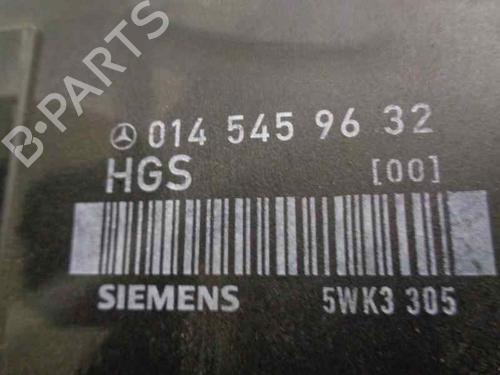 014 545 96 32
HGS [00]
SIEMENS 5WK3 305
B-PARTS